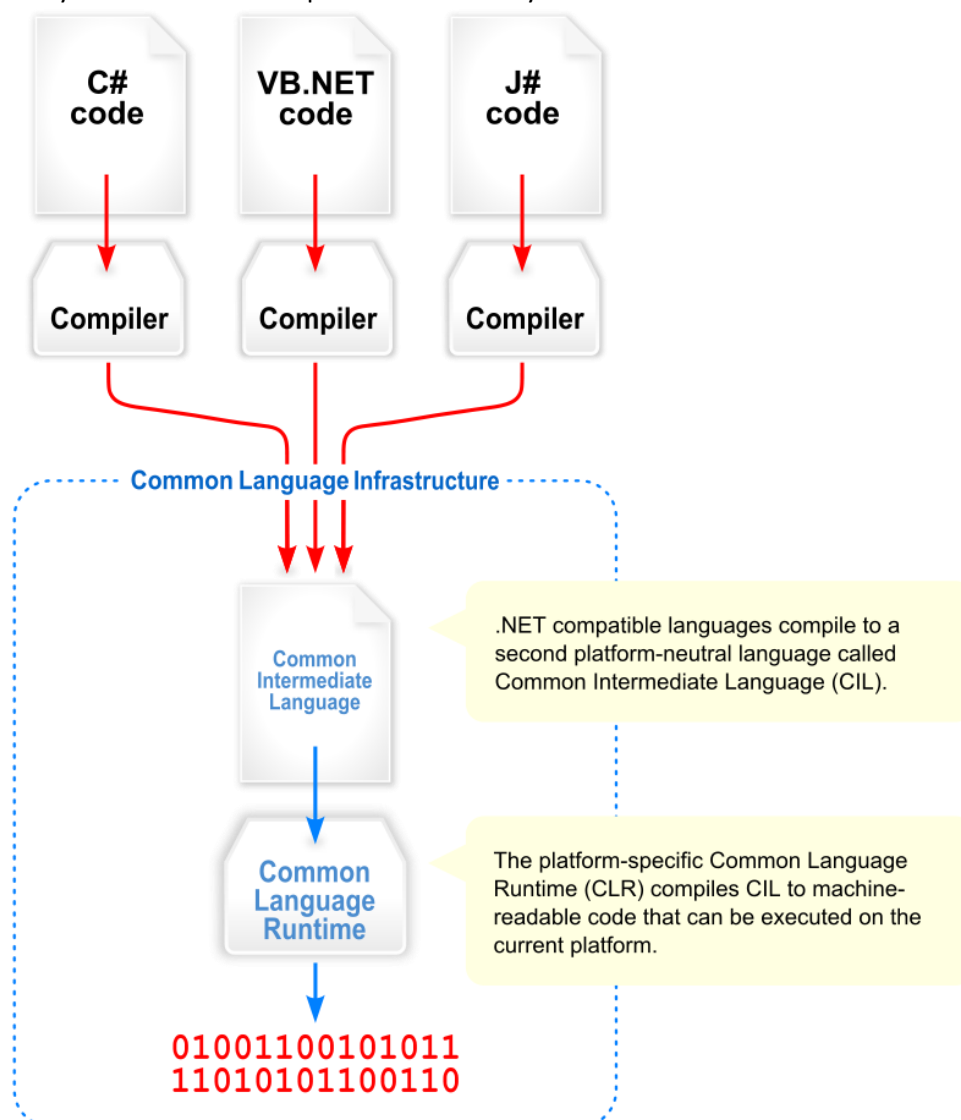 C#
code
VB.NET
code
J#
code
Compiler
Compiler
Compiler
Common Language Infrastructure
Common
Intermediate
Language
.NET compatible languages compile to a
second platform-neutral language called
Common Intermediate Language (CIL).
Common
Language
Runtime
The platform-specific Common Language
Runtime (CLR) compiles CIL to machine-
readable code that can be executed on the
current platform.
01001100101011
11010101100110